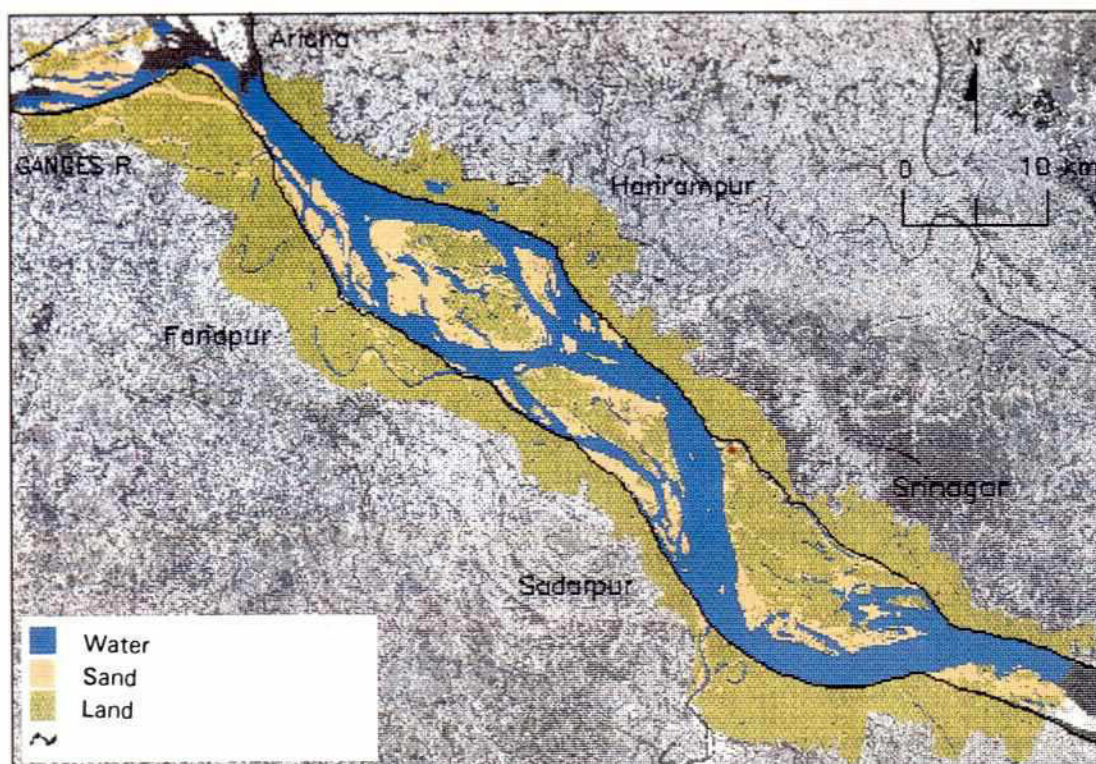 Aricha
N
GANGES R.
Harirampur
0 10 km
Faridpur
Srinagar
Sadarpur
Water
Sand
Land